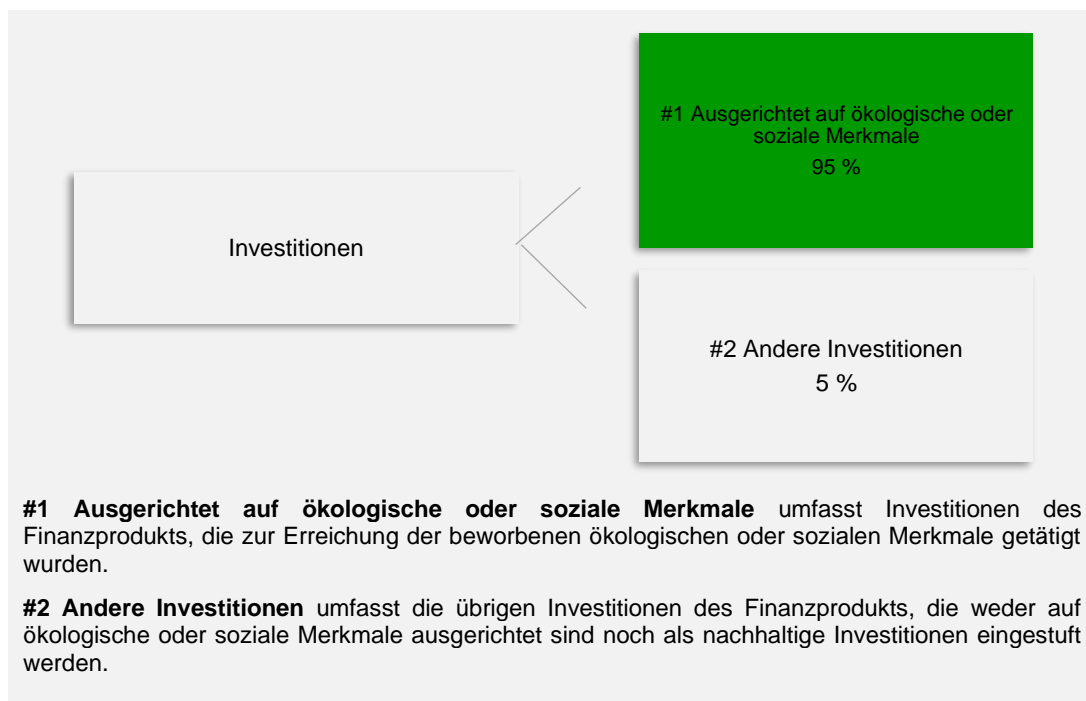 #1 Ausgerichtet auf ökologische oder
soziale Merkmale
95 %
Investitionen
#2 Andere Investitionen
5 %
#1 Ausgerichtet auf ökologische oder soziale Merkmale umfasst Investitionen des
Finanzprodukts, die zur Erreichung der beworbenen ökologischen oder sozialen Merkmale getätigt
wurden.
#2 Andere Investitionen umfasst die übrigen Investitionen des Finanzprodukts, die weder auf
ökologische oder soziale Merkmale ausgerichtet sind noch als nachhaltige Investitionen eingestuft
werden.